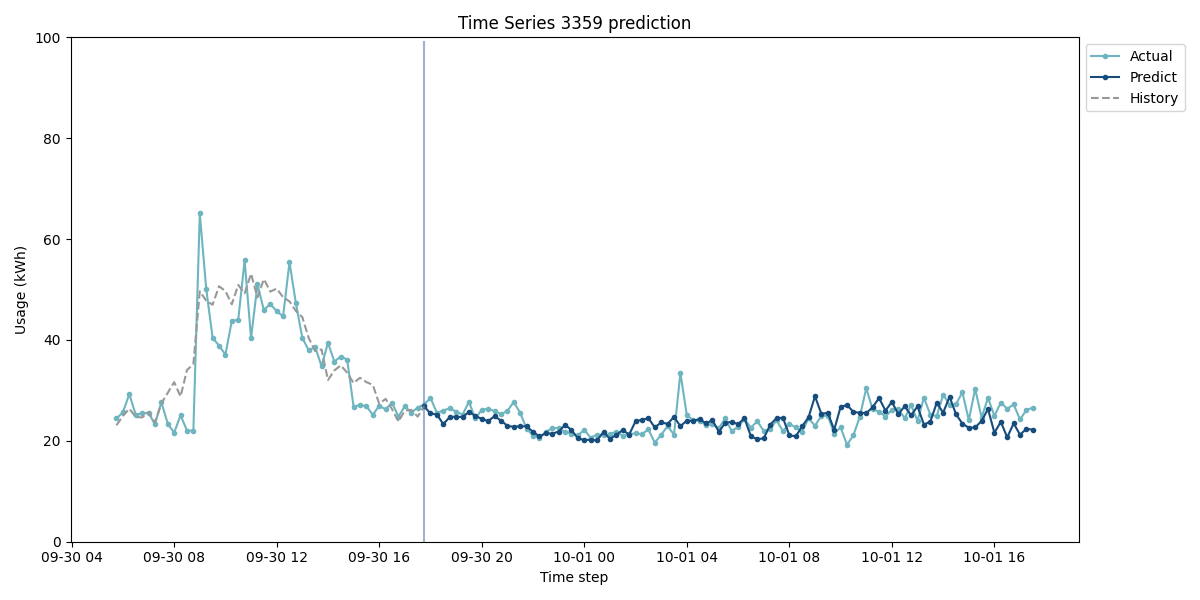 Time Series 3359 prediction
100
80
60
40
20
0
Usage (kWh)
09-30 04
09-30 08
09-30 12
09-30 16
09-30 20
10-01 00
10-01 04
10-01 08
10-01 12
10-01 16
Time step
Actual
Predict
History